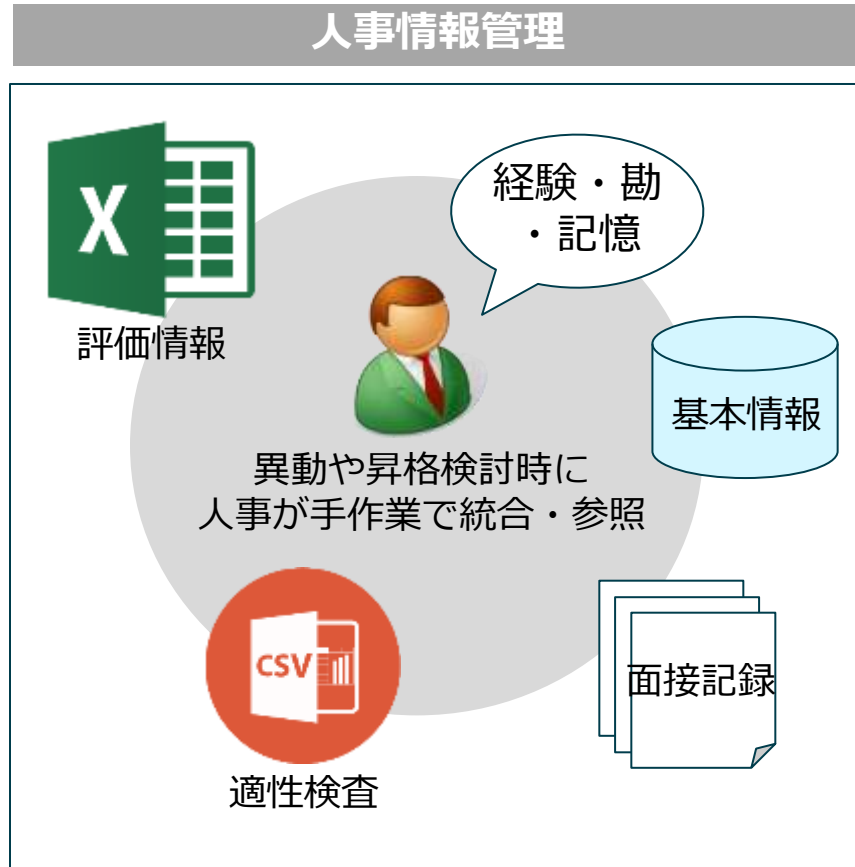 人事情報管理
経験・勘
・記憶
X
評価情報
基本情報
異動や昇格検討時に
人事が手作業で統合・参照
CSV
面接記録
適性検査